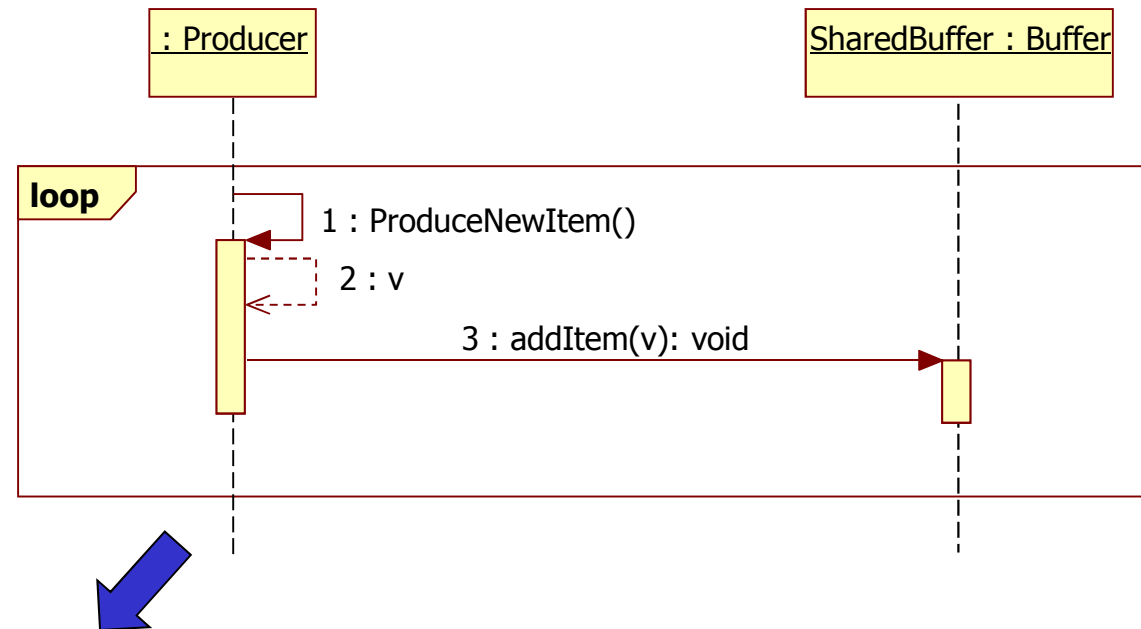 : Producer
SharedBuffer : Buffer
loop
1 : ProduceNewItem()
2 : v
3 : addItem(v): void